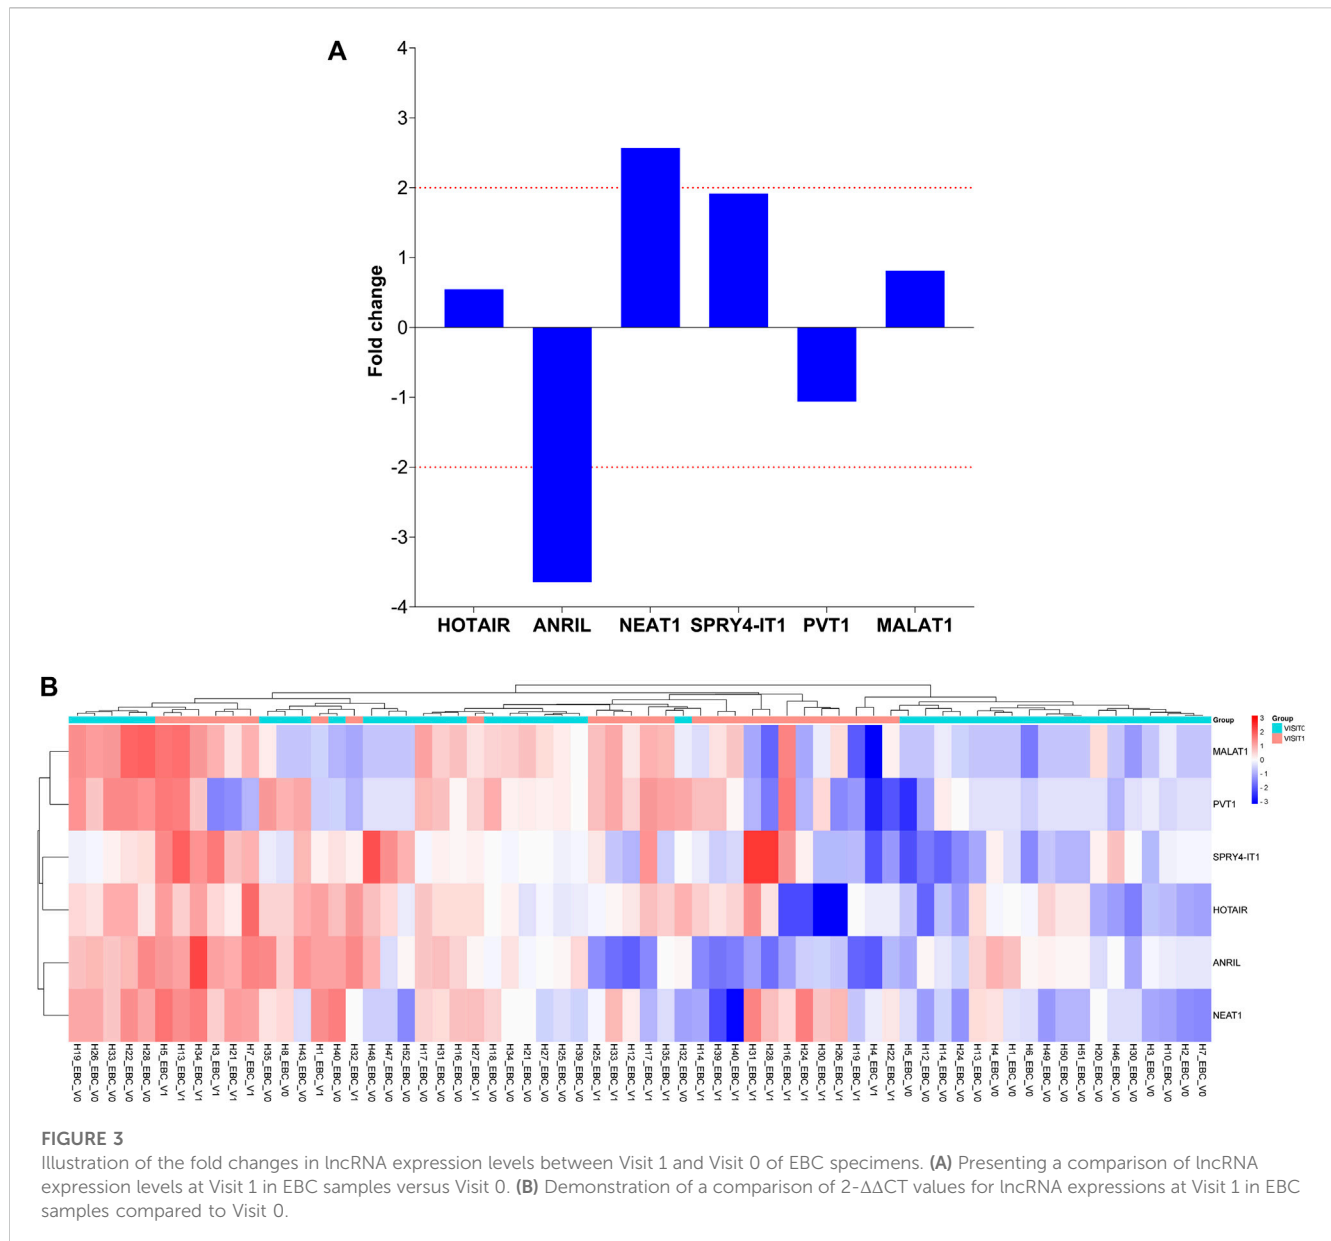 A
4
3
2
1
0
-1
-2
-3
-4
Fold change
HOTAIR ANRIL NEAT1 SPRY4-IT1 PVT1 MALAT1
B
Group
MALAT1
PVT1
SPRY4-IT1
HOTAIR
ANRIL
NEAT1
3
2
1
0
-1
-2
-3
Group
VISIT0
VISIT1
H19_EBC_V0
H26_EBC_V0
H33_EBC_V0
H22_EBC_V0
H28_EBC_V0
H5_EBC_V1
H13_EBC_V1
H34_EBC_V1
H3_EBC_V1
H21_EBC_V1
H7_EBC_V1
H35_EBC_V0
H8_EBC_V0
H43_EBC_V0
H1_EBC_V1
H40_EBC_V0
H32_EBC_V1
H48_EBC_V0
H47_EBC_V0
H52_EBC_V0
H17_EBC_V0
H31_EBC_V0
H16_EBC_V0
H27_EBC_V1
H18_EBC_V0
H34_EBC_V0
H21_EBC_V0
H27_EBC_V0
H25_EBC_V0
H39_EBC_V0
H25_EBC_V1
H33_EBC_V1
H12_EBC_V1
H17_EBC_V1
H35_EBC_V1
H32_EBC_V0
H14_EBC_V1
H39_EBC_V1
H40_EBC_V1
H31_EBC_V1
H28_EBC_V1
H16_EBC_V1
H24_EBC_V1
H30_EBC_V1
H26_EBC_V1
H19_EBC_V1
H4_EBC_V1
H22_EBC_V1
H5_EBC_V0
H12_EBC_V0
H14_EBC_V0
H24_EBC_V0
H13_EBC_V0
H4_EBC_V0
H1_EBC_V0
H6_EBC_V0
H49_EBC_V0
H50_EBC_V0
H51_EBC_V0
H20_EBC_V0
H46_EBC_V0
H30_EBC_V0
H3_EBC_V0
H10_EBC_V0
H2_EBC_V0
H7_EBC_V0
FIGURE 3
Illustration of the fold changes in lncRNA expression levels between Visit 1 and Visit 0 of EBC specimens. (A) Presenting a comparison of lncRNA
expression levels at Visit 1 in EBC samples versus Visit 0. (B) Demonstration of a comparison of 2-ΔΔCT values for lncRNA expressions at Visit 1 in EBC
samples compared to Visit 0.